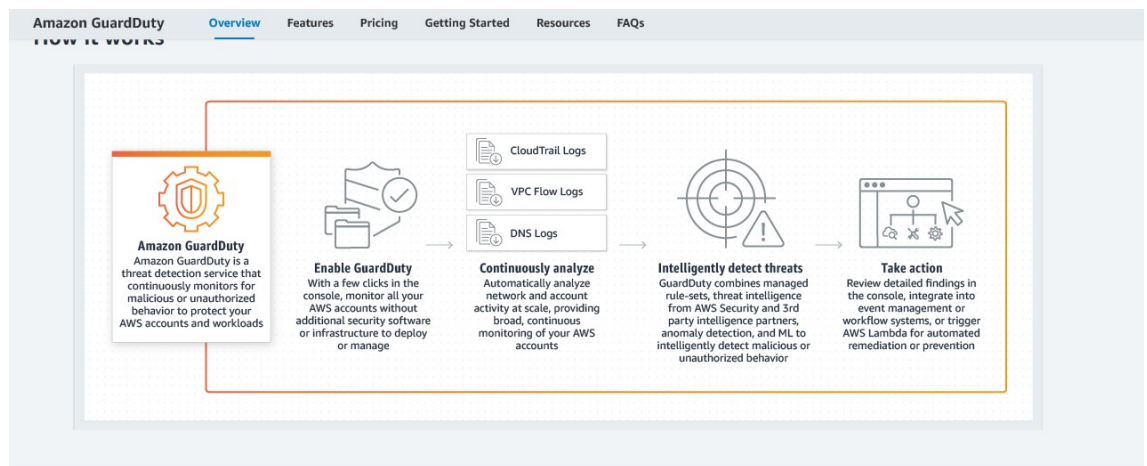 Amazon GuardDuty
Overview
Features
Pricing
Getting Started
Resources
FAQs
How it works
Amazon GuardDuty
Amazon GuardDuty is a
threat detection service that
continuously monitors for
malicious or unauthorized
behavior to protect your
AWS accounts and workloads
Enable GuardDuty
With a few clicks in the
console, monitor all your
AWS accounts without
additional security software
or infrastructure to deploy
or manage
CloudTrail Logs
VPC Flow Logs
DNS Logs
Continuously analyze
Automatically analyze
network and account
activity at scale, providing
broad, continuous
monitoring of your AWS
accounts
Intelligently detect threats
GuardDuty combines managed
rule-sets, threat intelligence
from AWS Security and 3rd
party intelligence partners,
anomaly detection, and ML to
intelligently detect malicious or
unauthorized behavior
Take action
Review detailed findings in
the console, integrate into
event management or
workflow systems, or trigger
AWS Lambda for automated
remediation or prevention